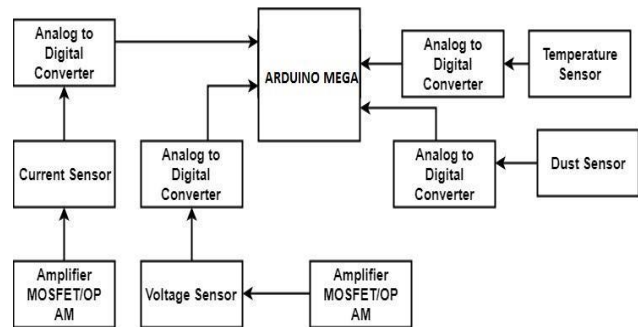 Analog to
Digital
Converter
ARDUINO MEGA
Analog to
Digital
Converter
Temperature
Sensor
Current Sensor
Analog to
Digital
Converter
Analog to
Digital
Converter
Dust Sensor
Amplifier
MOSFET/OP
AM
Voltage Sensor
Amplifier
MOSFET/OP
AM